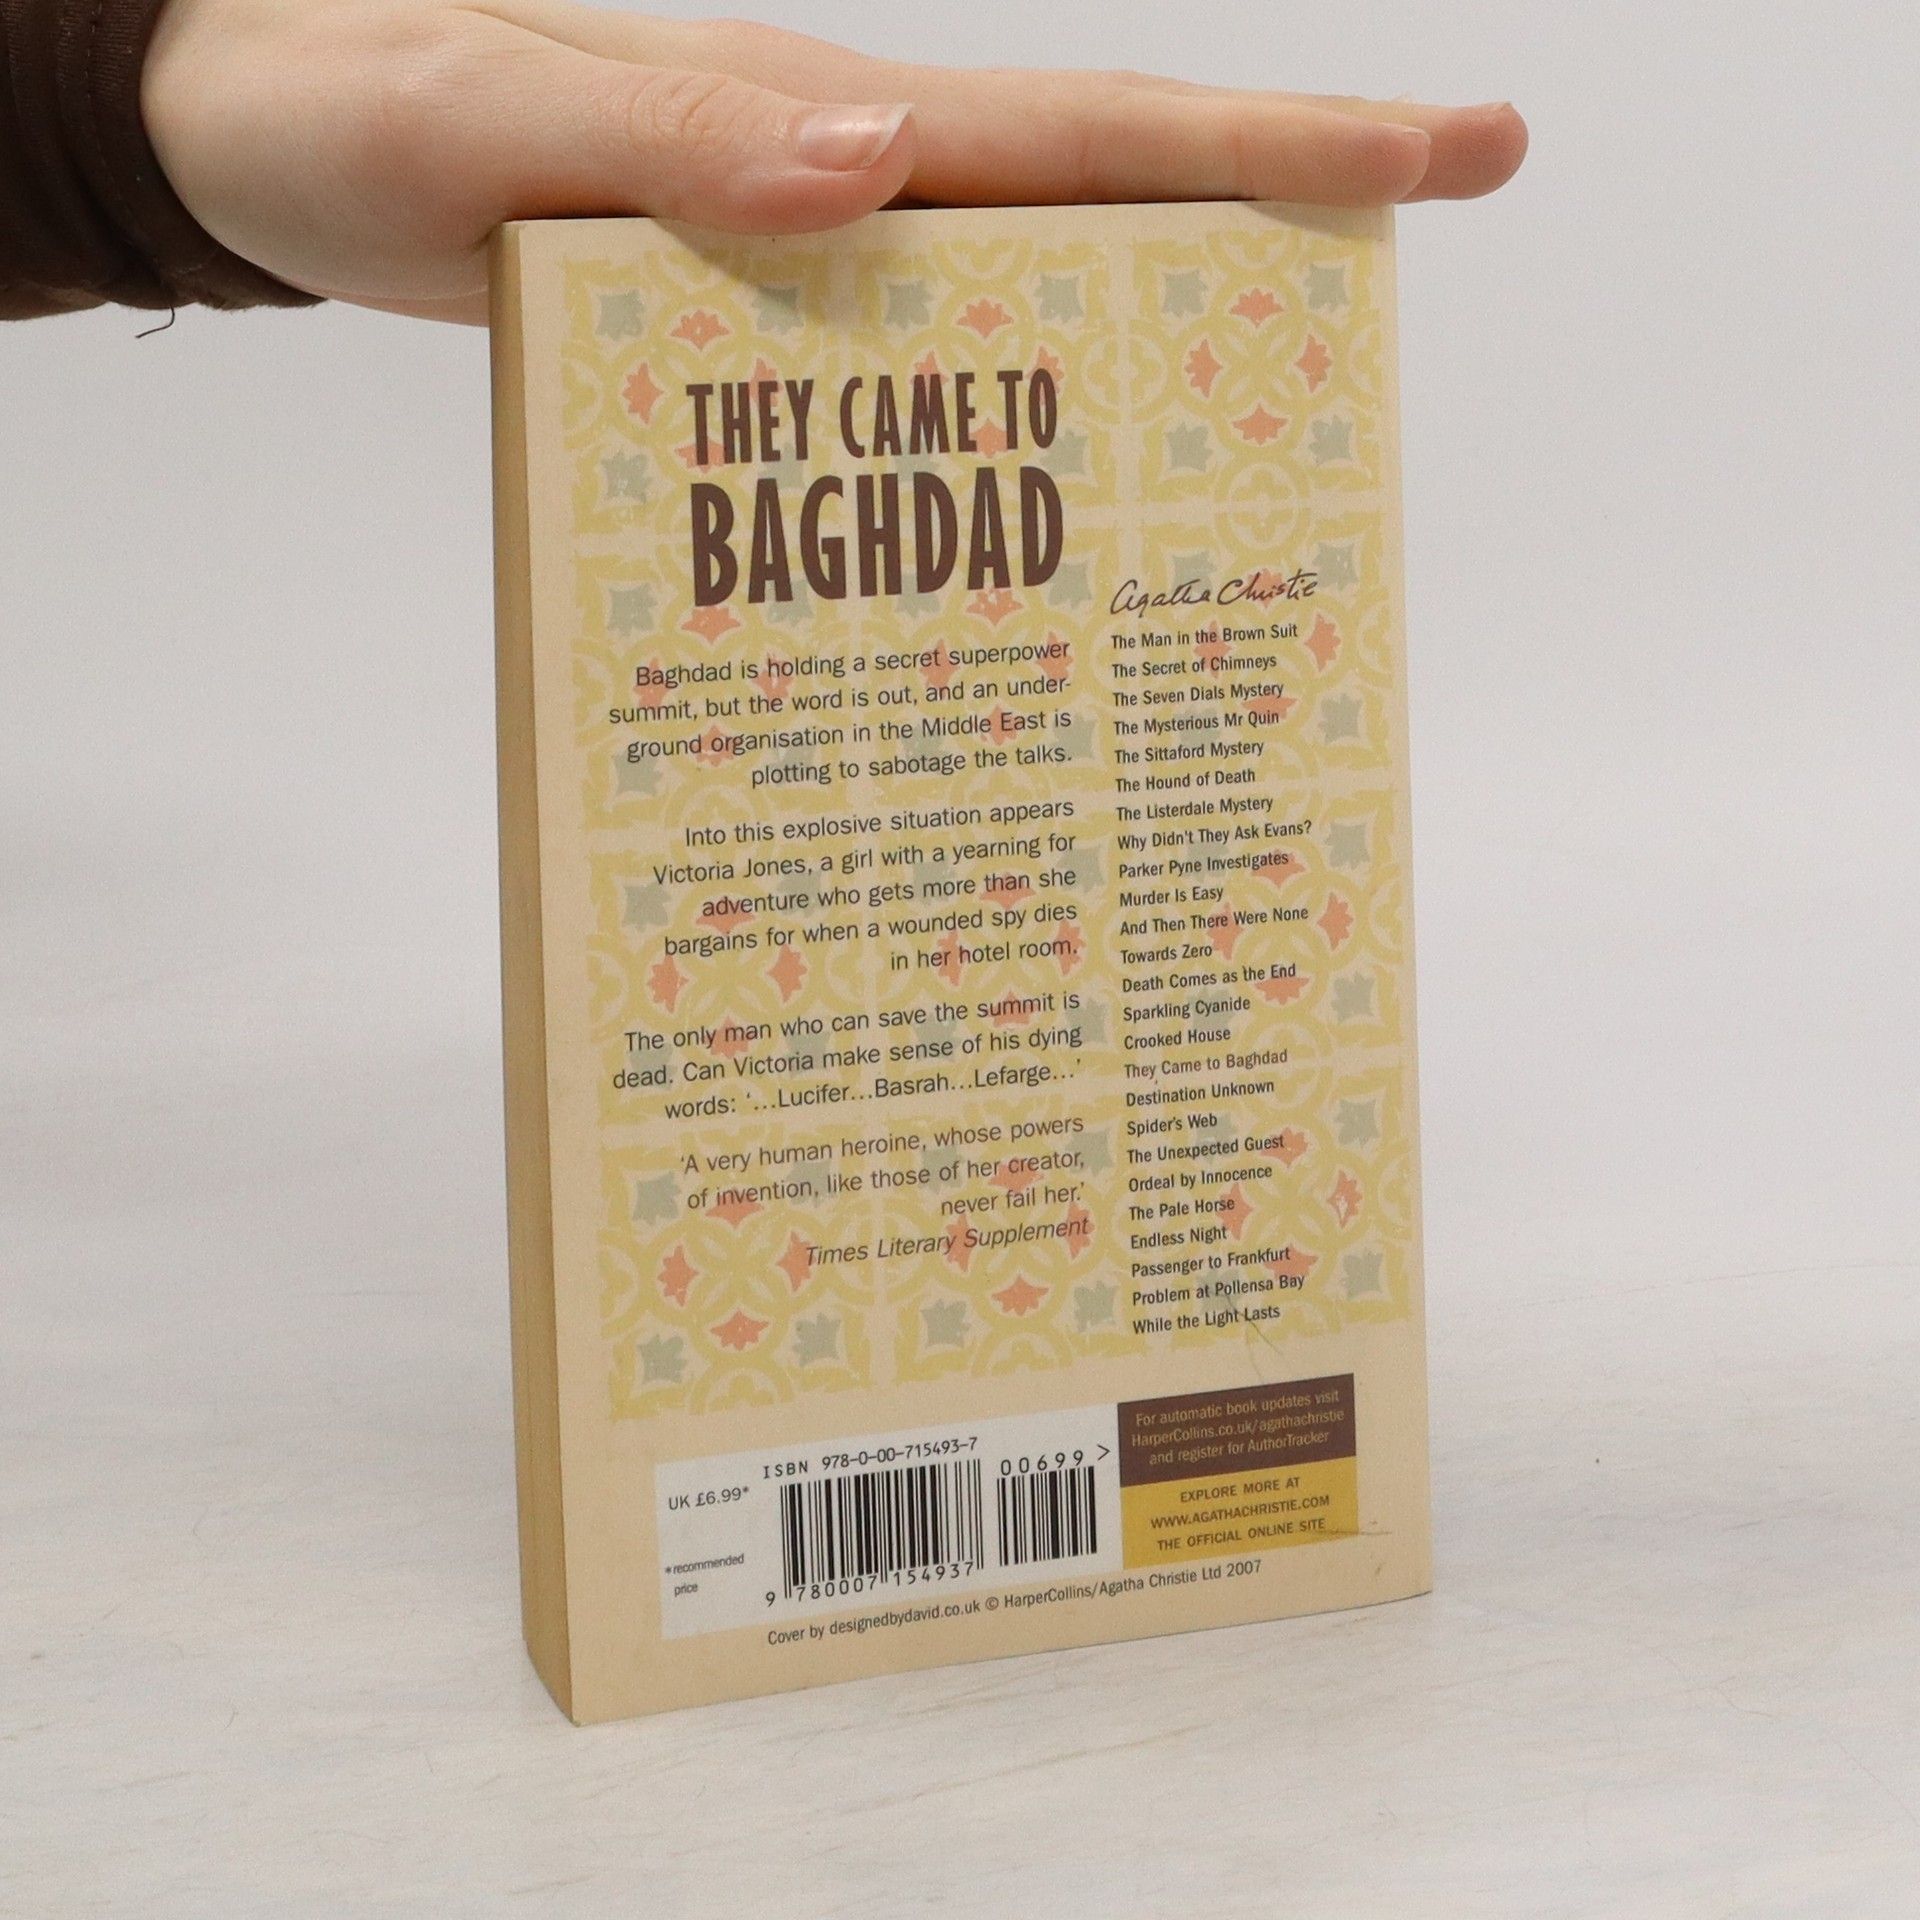 THEY CAME TO
BAGHDAD
Baghdad is holding a secret superpower
summit, but the word is out, and an under-
ground organisation in the Middle East is
plotting to sabotage the talks.
Into this explosive situation appears
Victoria Jones, a girl with a yearning for
adventure who gets more than she
bargains for when a wounded spy dies
in her hotel room.
The only man who can save the summit is
dead. Can Victoria make sense of his dying
words: ‘...Lucifer...Basrah...Lefarge...’
‘A very human heroine, whose powers
of invention, like those of her creator,
never fail her.’
Times Literary Supplement
Agatha Christie
The Man in the Brown Suit
The Secret of Chimneys
The Seven Dials Mystery
The Mysterious Mr Quin
The Sittaford Mystery
The Hound of Death
The Listerdale Mystery
Why Didn't They Ask Evans?
Parker Pyne Investigates
Murder Is Easy
And Then There Were None
Towards Zero
Death Comes as the End
Sparkling Cyanide
Crooked House
They Came to Baghdad
Destination Unknown
Spider's Web
The Unexpected Guest
Ordeal by Innocence
The Pale Horse
Endless Night
Passenger to Frankfurt
Problem at Pollensa Bay
While the Light Lasts
UK £6.99*
*recommended
price
ISBN 978-0-00-715493-7
00699 >
9 780007 154937
For automatic book updates visit
HarperCollins.co.uk/agathachristie
and register for AuthorTracker
EXPLORE MORE AT
WWW.AGATHACHRISTIE.COM
THE OFFICIAL ONLINE SITE
Cover by designedbydavid.co.uk © HarperCollins/Agatha Christie Ltd 2007